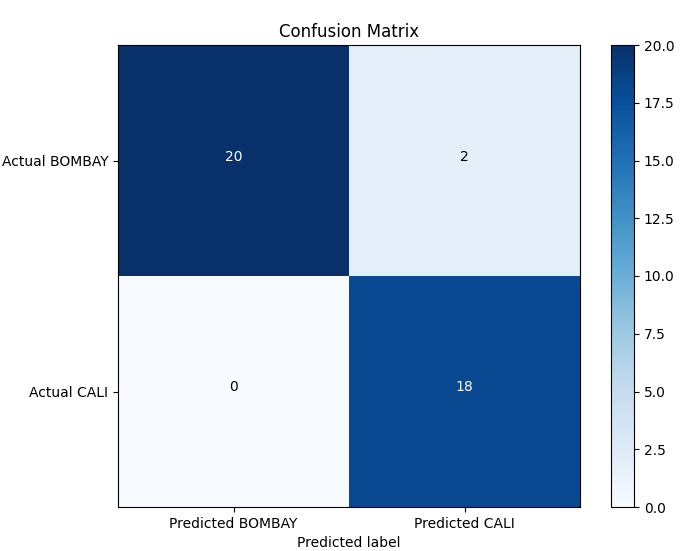 Confusion Matrix
Actual BOMBAY
20
2
Actual CALI
0
18
Predicted BOMBAY
Predicted CALI
Predicted label
20.0
17.5
15.0
12.5
10.0
7.5
5.0
2.5
0.0